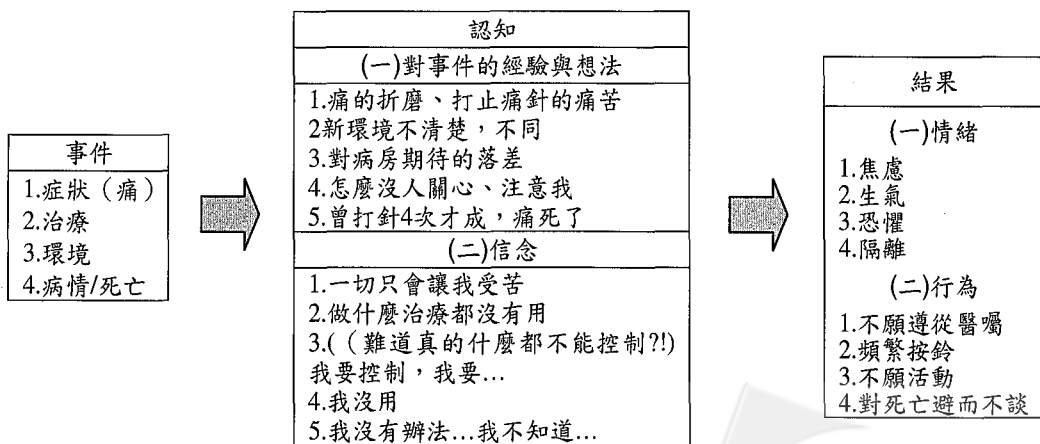 事件
1.症狀（痛）
2.治療
3.環境
4.病情/死亡
認知
(一)對事件的經驗與想法
1.痛的折磨、打止痛針的痛苦
2新環境不清楚，不同
3.對病房期待的落差
4.怎麼沒人關心、注意我
5.曾打針4次才成，痛死了
(二)信念
1.一切只會讓我受苦
2.做什麼治療都沒有用
3.(（難道真的什麼都不能控制?!)
我要控制，我要…
4.我沒用
5.我沒有辦法…我不知道…
結果
(一)情緒
1.焦慮
2.生氣
3.恐懼
4.隔離
(二)行為
1.不願遵從醫囑
2.頻繁按鈴
3.不願活動
4.對死亡避而不談